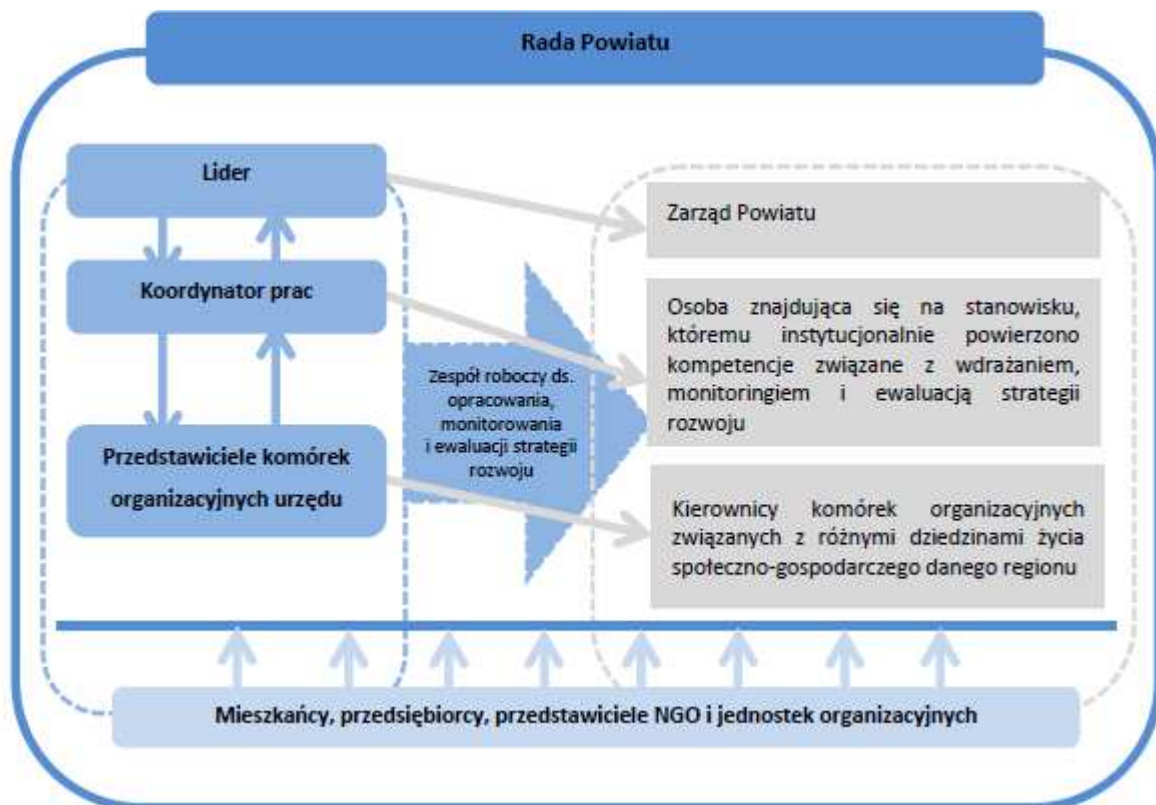 Rada Powiatu
Lider
Koordynator prac
Przedstawiciele komórek
organizacyjnych urzędu
Zespół roboczy ds.
opracowania,
monitorowania
i ewaluacji strategii
rozwoju
Zarząd Powiatu
Osoba znajdująca się na stanowisku,
któremu instytucjonalnie powierzono
kompetencje związane z wdrażaniem,
monitoringiem i ewaluacją strategii
rozwoju
Kierownicy komórek organizacyjnych
związanych z różnymi dziedzinami życia
społeczno-gospodarczego danego regionu
Mieszkańcy, przedsiębiorcy, przedstawiciele NGO i jednostek organizacyjnych